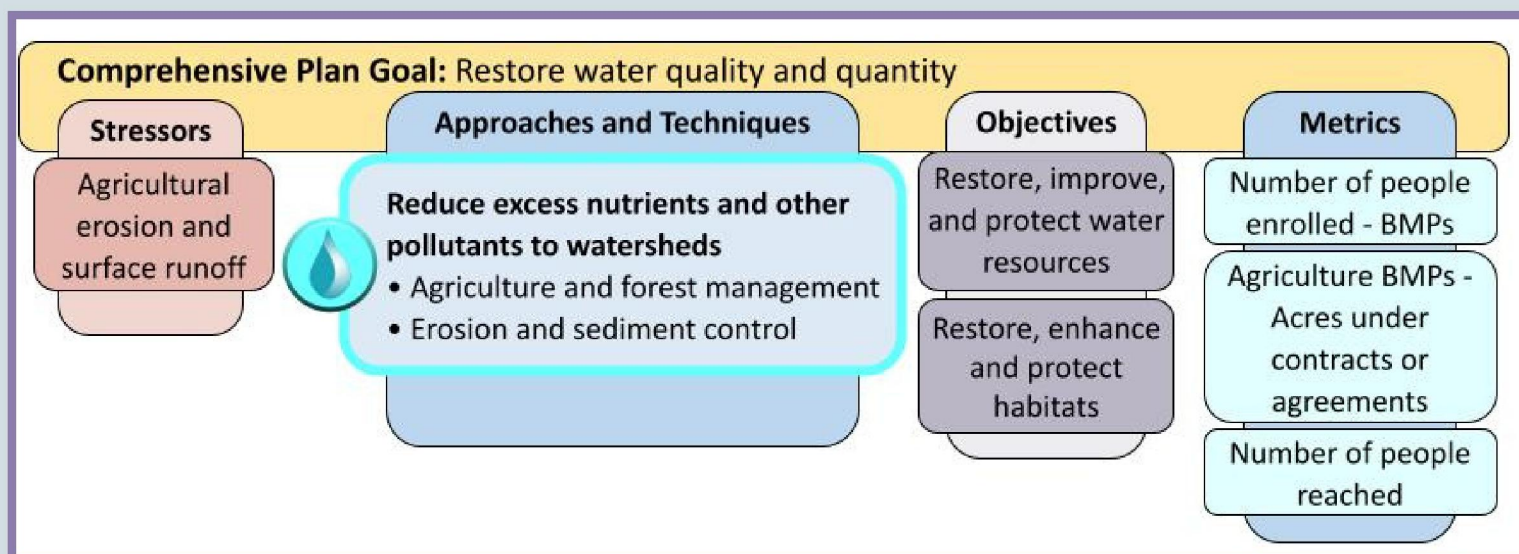 Comprehensive Plan Goal: Restore water quality and quantity
Stressors
Agricultural
erosion and
surface runoff
Approaches and Techniques
Reduce excess nutrients and other
pollutants to watersheds
• Agriculture and forest management
• Erosion and sediment control
Objectives
Restore, improve,
and protect water
resources
Restore, enhance
and protect
habitats
Metrics
Number of people
enrolled - BMPs
Agriculture BMPs -
Acres under
contracts or
agreements
Number of people
reached